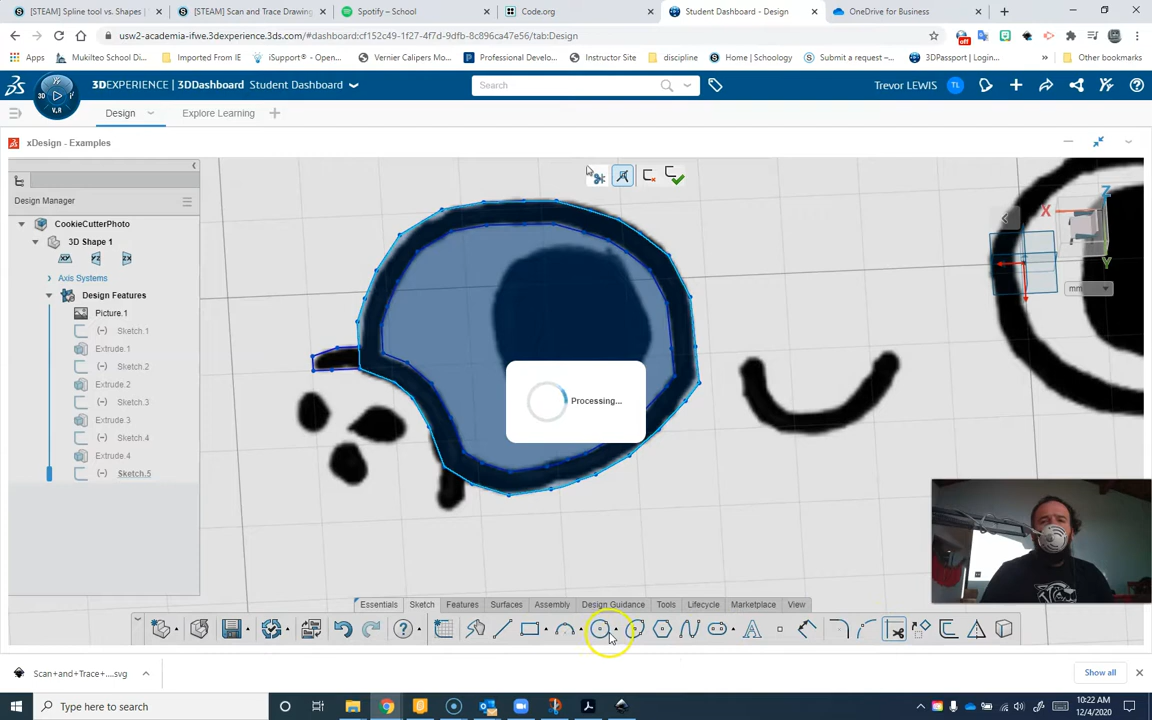 [STEAM] Spline tool vs. Shapes
[STEAM] Scan and Trace Drawing
Spotify – School
Code.org
Student Dashboard - Design
OneDrive for Business
usw2-academia-ifwe.3dexperience.3ds.com/#dashboard:cf152c49-1f27-4f7d-9dfb-8c690ca47e56/tab:Design
Apps
Mukilteo School Di...
Imported From IE
iSupport
Vernier Calipers Mo...
Professional Develo...
Instructor Site
discipline
Home | Schoology
Submit a request –...
3DPassport | Login...
Other bookmarks
3DEXPERIENCE | 3DDashboard Student Dashboard
Search
Trevor LEWIS TL
3D V.R
Design
Explore Learning
xDesign - Examples
Design Manager
CookieCutterPhoto
3D Shape 1
Axis Systems
Design Features
Picture.1
(-) Sketch.1
Extrude.1
(-) Sketch.2
Extrude.2
(-) Sketch.3
Extrude.3
(-) Sketch.4
Extrude.4
(-) Sketch.5
X
Z
Y
mm
Processing...
Essentials Sketch Features Surfaces Assembly Design Guidance Tools Lifecycle Marketplace View
Scan+and+Trace+....svg
Show all
Type here to search
10:22 AM
12/4/2020